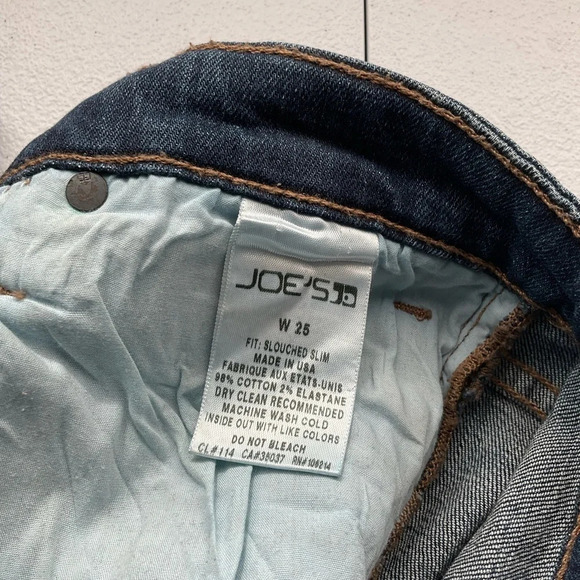 JOE'S
W 25
FIT: SLOUCHED SLIM
MADE IN USA
FABRIQUE AUX ETATS-UNIS
98% COTTON 2% ELASTANE
DRY CLEAN RECOMMENDED
MACHINE WASH COLD
INSIDE OUT WITH LIKE COLORS
DO NOT BLEACH
CL#114 CA#38037 RN#106214